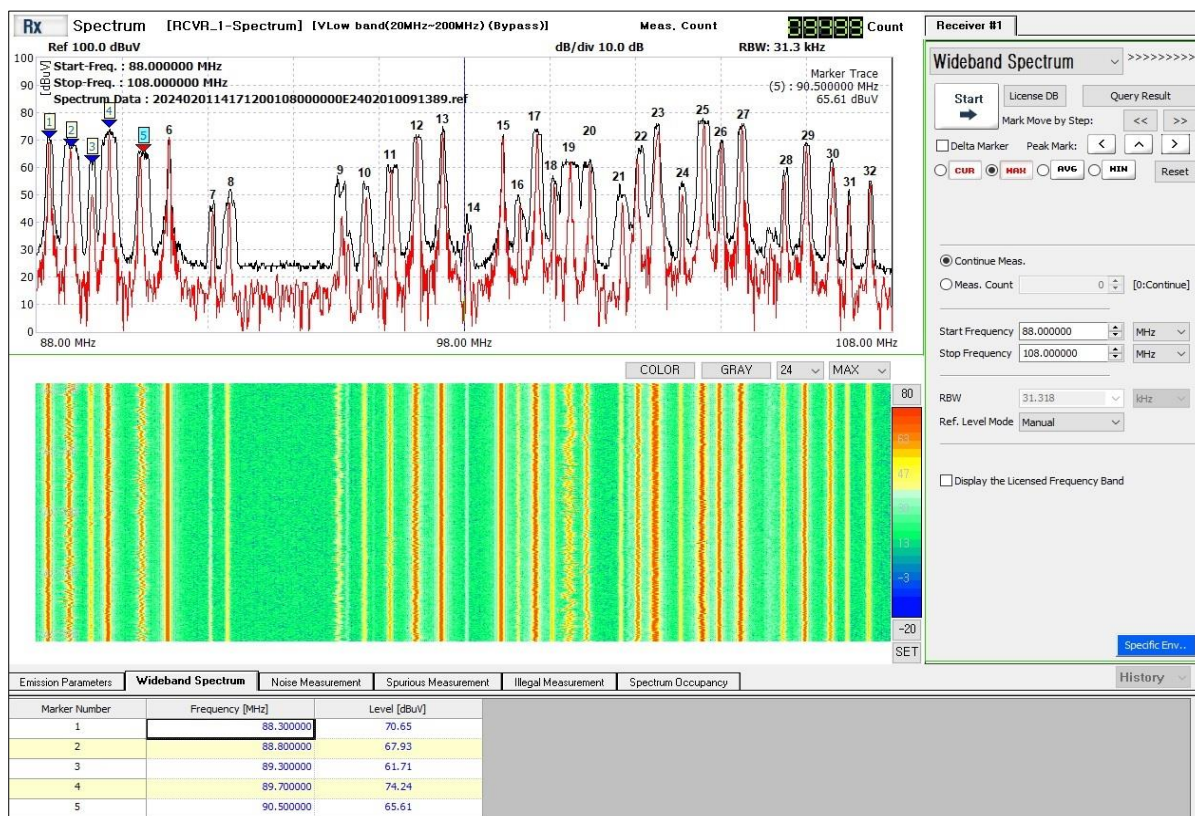 Rx Spectrum [RCVR_1-Spectrum] [VLow band(20MHz~200MHz) (Bypass)] Meas. Count Count
Ref 100.0 dBuV dB/div 10.0 dB RBW: 31.3 kHz
100
90
80
70
60
50
40
30
20
10
0
[dBuV]
Start-Freq. : 88.000000 MHz
Stop-Freq. : 108.000000 MHz
Spectrum Data : 20240201141712001080000000E2402010091389.ref
Marker Trace
(5) : 90.500000 MHz
65.61 dBuV
1 2 3 4 5 6 7 8 9 10 11 12 13 14 15 16 17 18 19 20 21 22 23 24 25 26 27 28 29 30 31 32
88.00 MHz 98.00 MHz 108.00 MHz
COLOR GRAY 24 MAX
80
63
47
13
-3
-20
SET
Receiver #1
Wideband Spectrum >>>>>>>>>
Start License DB Query Result
Mark Move by Step: << >>
Delta Marker Peak Mark: < ^ >
CUR MAX AVG MIN Reset
Continue Meas.
Meas. Count 0 [0:Continue]
Start Frequency 88.000000 MHz
Stop Frequency 108.000000 MHz
RBW 31.318 kHz
Ref. Level Mode Manual
Display the Licensed Frequency Band
Specific Env..
History
Emission Parameters Wideband Spectrum Noise Measurement Spurious Measurement Illegal Measurement Spectrum Occupancy
Marker Number Frequency [MHz] Level [dBuV]
1 88.300000 70.65
2 88.800000 67.93
3 89.300000 61.71
4 89.700000 74.24
5 90.500000 65.61